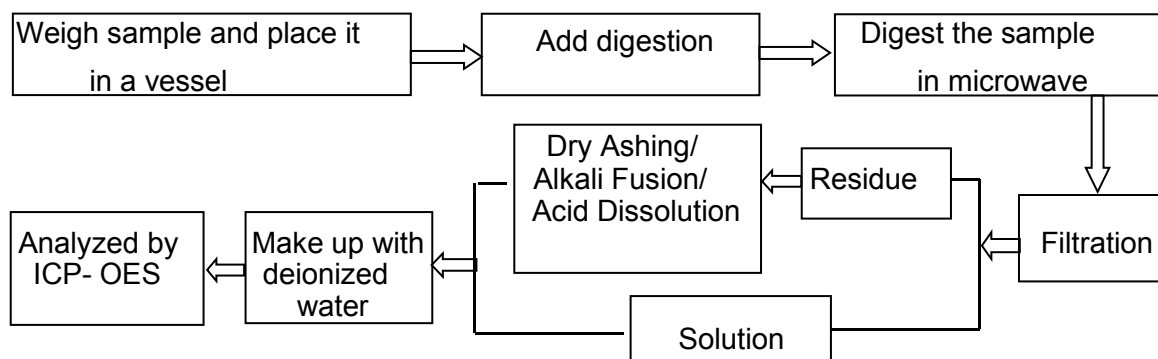 Weigh sample and place it
in a vessel
Add digestion
Digest the sample
in microwave
Dry Ashing/
Alkali Fusion/
Acid Dissolution
Residue
Filtration
Analyzed by
ICP- OES
Make up with
deionized
water
Solution